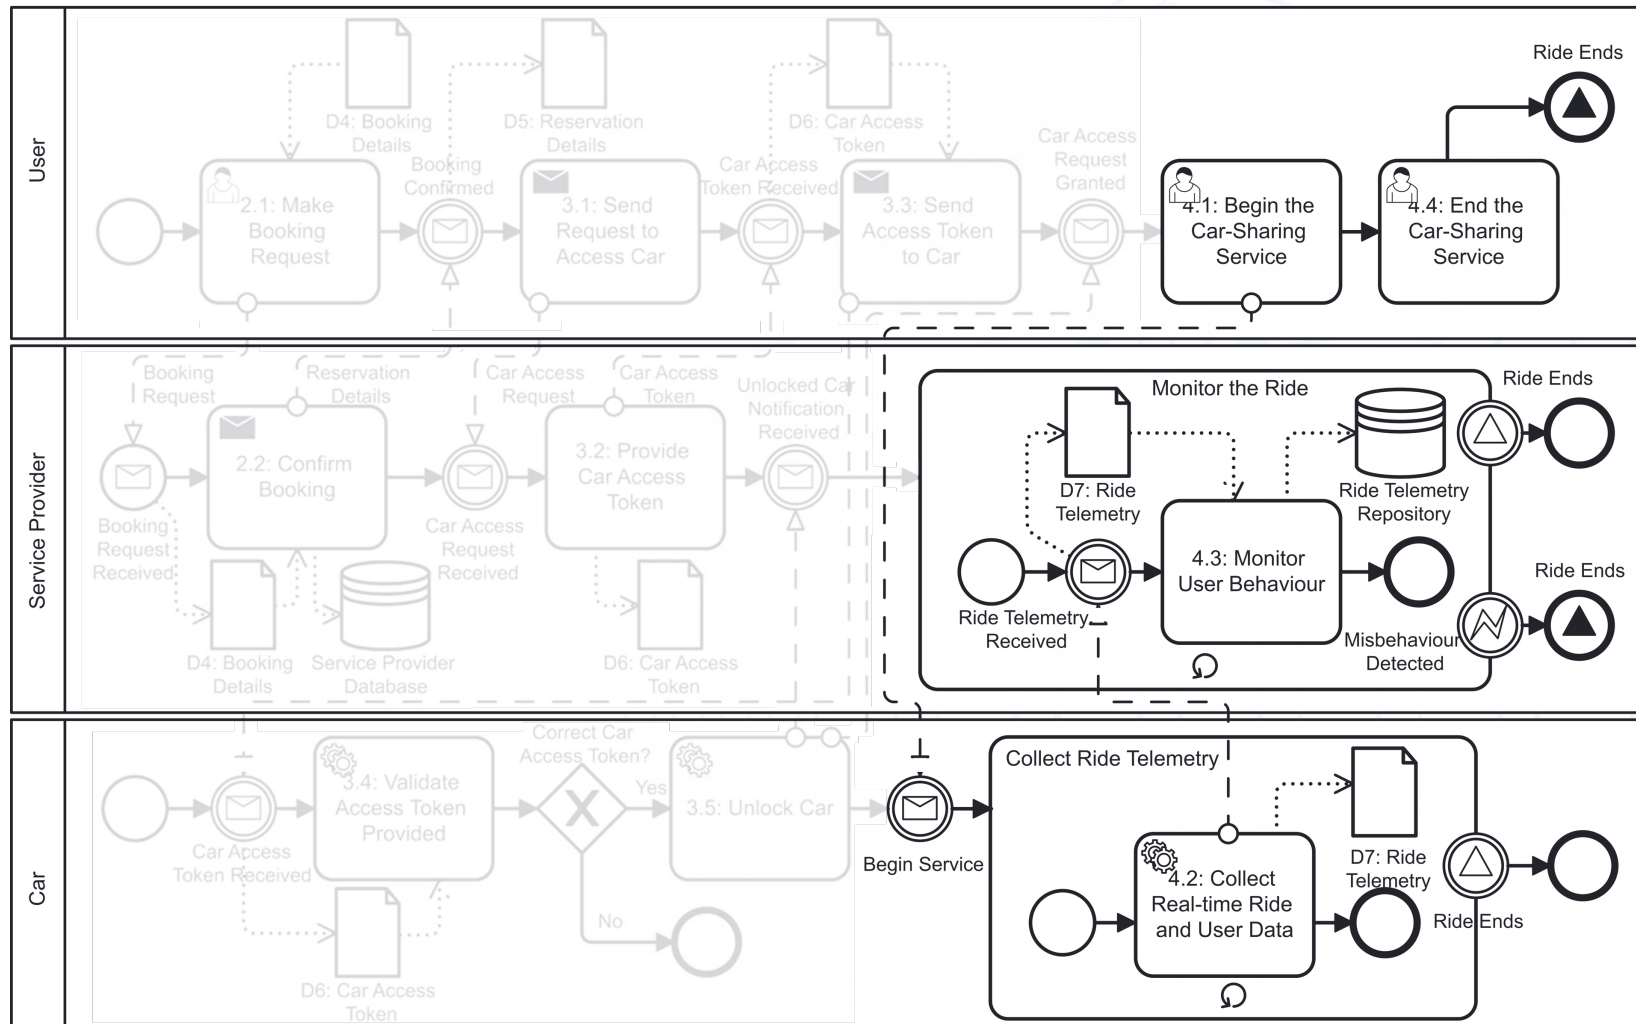 User
Ride Ends
D4: Booking
Details
D5: Reservation
Details
D6: Car Access
Token
Booking
Confirmed
Car Access
Token Received
Car Access
Request
Granted
2.1: Make
Booking
Request
3.1: Send
Request to
Access Car
3.3: Send
Access Token
to Car
4.1: Begin the
Car-Sharing
Service
4.4: End the
Car-Sharing
Service
Service Provider
Booking
Request
Reservation
Details
Car Access
Request
Car Access
Token
Unlocked Car
Notification
Received
2.2: Confirm
Booking
3.2: Provide
Car Access
Token
Booking
Request
Received
Car Access
Request
Received
D4: Booking
Details
Service Provider
Database
D6: Car Access
Token
Monitor the Ride
Ride Ends
D7: Ride
Telemetry
Ride Telemetry
Repository
4.3: Monitor
User Behaviour
Ride Telemetry
Received
Misbehaviour
Detected
Ride Ends
Car
Correct Car
Access Token?
3.4: Validate
Access Token
Provided
Yes
3.5: Unlock Car
Car Access
Token Received
No
D6: Car Access
Token
Begin Service
Collect Ride Telemetry
4.2: Collect
Real-time Ride
and User Data
D7: Ride
Telemetry
Ride Ends